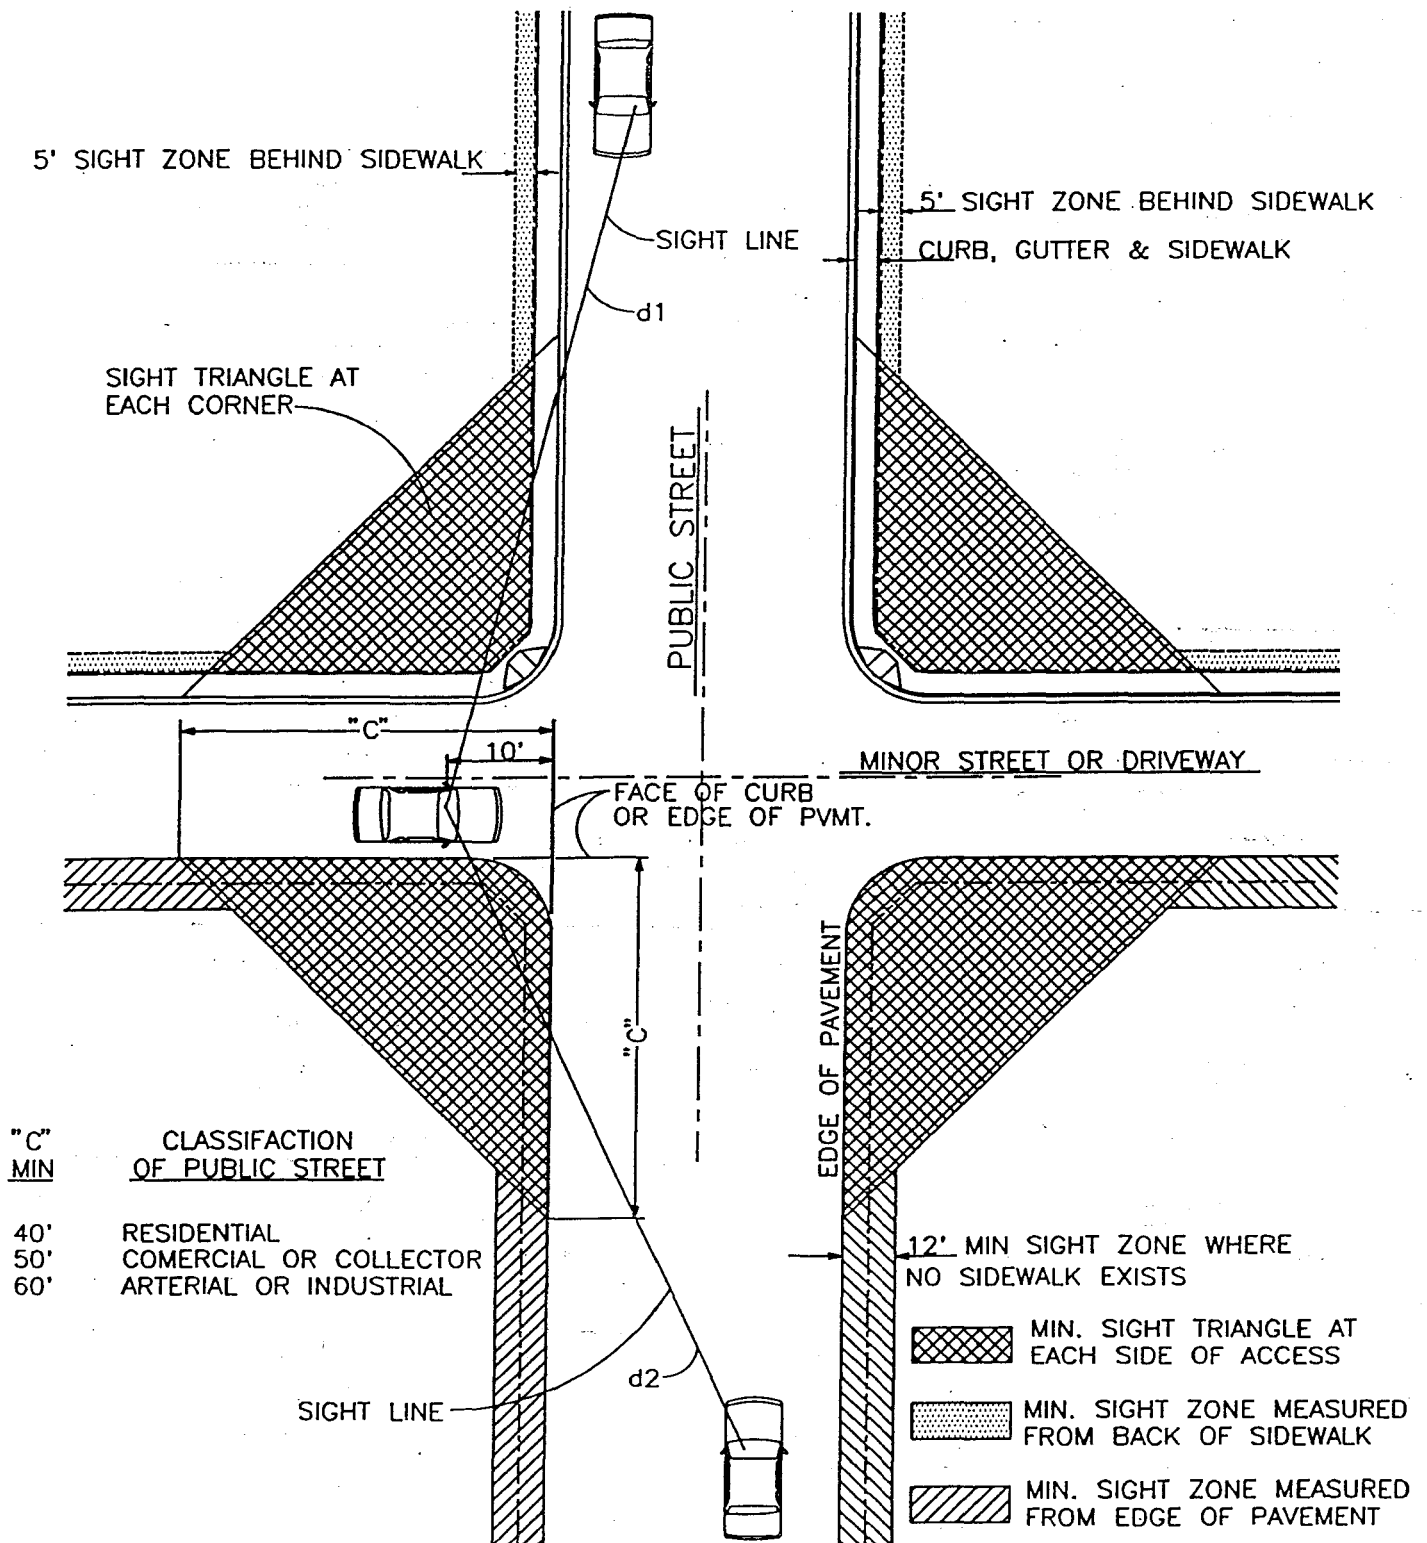 5' SIGHT ZONE BEHIND SIDEWALK
5' SIGHT ZONE BEHIND SIDEWALK
SIGHT LINE
CURB, GUTTER & SIDEWALK
d1
SIGHT TRIANGLE AT
EACH CORNER
PUBLIC STREET
"C"
10'
MINOR STREET OR DRIVEWAY
FACE OF CURB
OR EDGE OF PVMT.
"C"
EDGE OF PAVEMENT
"C" CLASSIFACTION
MIN OF PUBLIC STREET
40' RESIDENTIAL
50' COMERCIAL OR COLLECTOR
60' ARTERIAL OR INDUSTRIAL
12' MIN SIGHT ZONE WHERE
NO SIDEWALK EXISTS
MIN. SIGHT TRIANGLE AT
EACH SIDE OF ACCESS
d2
SIGHT LINE
MIN. SIGHT ZONE MEASURED
FROM BACK OF SIDEWALK
MIN. SIGHT ZONE MEASURED
FROM EDGE OF PAVEMENT